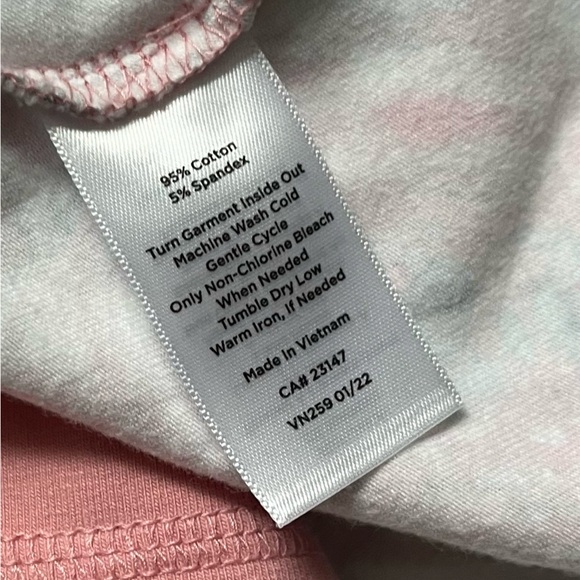 95% Cotton
5% Spandex
Turn Garment Inside Out
Machine Wash Cold
Gentle Cycle
Only Non-Chlorine Bleach
When Needed
Tumble Dry Low
Warm Iron, If Needed
Made in Vietnam
CA# 23147
VN259 01/22